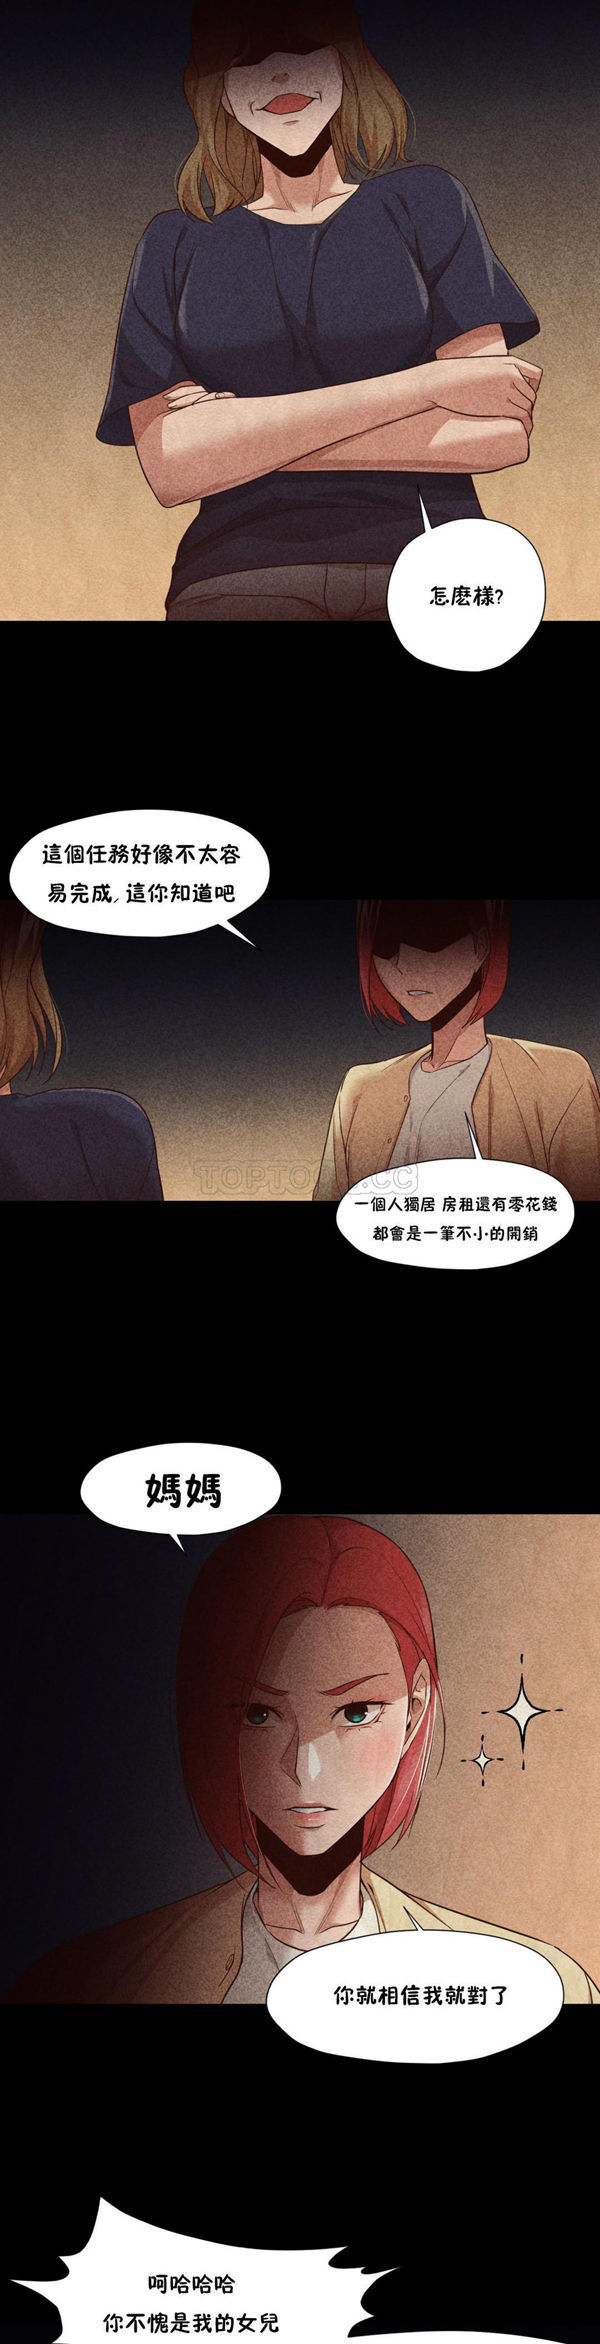 怎麼樣?
這個任務好像不太容
易完成, 這你知道吧
TOPTOON.CC
一個人獨居 房租還有零花錢
都會是一筆不小的開銷
媽媽
你就相信我就對了
呵哈哈哈
你不愧是我的女兒